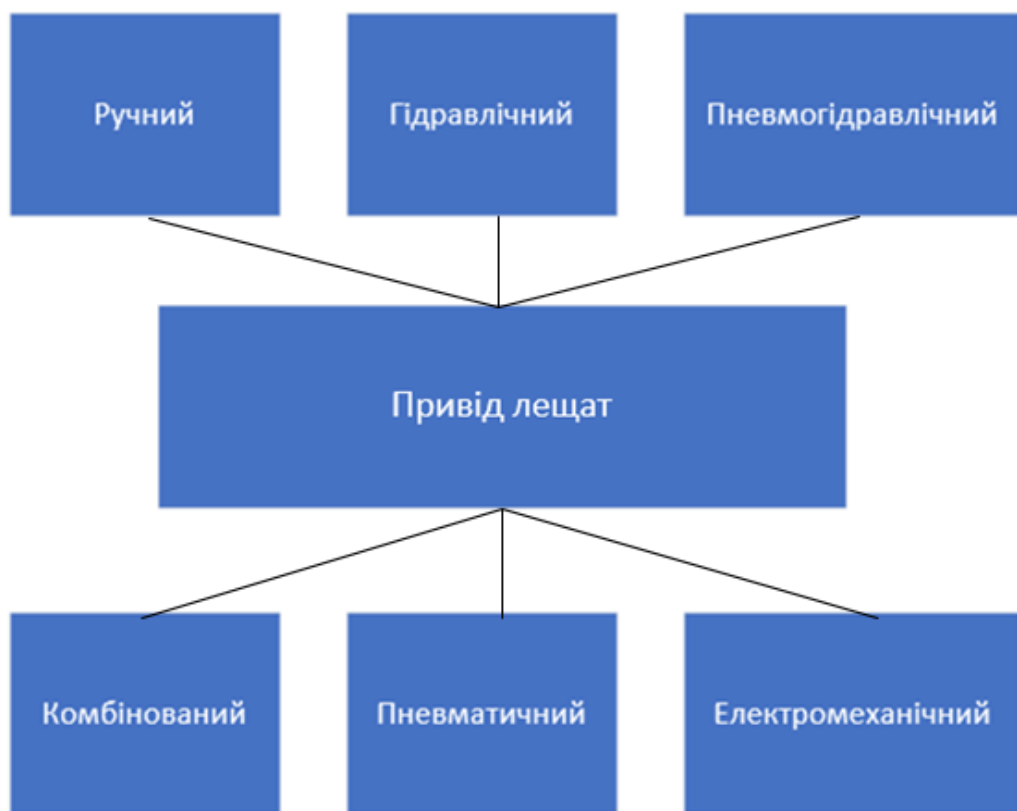 Ручний
Гідравлічний
Пневмогідравлічний
Привід лещат
Комбінований
Пневматичний
Електромеханічний